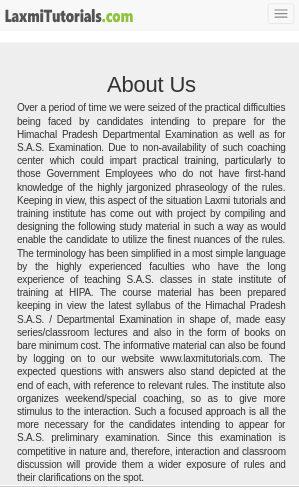 LaxmiTutorials.com
About Us
Over a period of time we were seized of the practical difficulties
being faced by candidates intending to prepare for the
Himachal Pradesh Departmental Examination as well as for
S.A.S. Examination. Due to non-availability of such coaching
center which could impart practical training, particularly to
those Government Employees who do not have first-hand
knowledge of the highly jargonized phraseology of the rules.
Keeping in view, this aspect of the situation Laxmi tutorials and
training institute has come out with project by compiling and
designing the following study material in such a way as would
enable the candidate to utilize the finest nuances of the rules.
The terminology has been simplified in a most simple language
by the highly experienced faculties who have the long
experience of teaching S.A.S. classes in state institute of
training at HIPA. The course material has been prepared
keeping in view the latest syllabus of the Himachal Pradesh
S.A.S. / Departmental Examination in shape of, made easy
series/classroom lectures and also in the form of books on
bare minimum cost. The informative material can also be found
by logging on to our website www.laxmitutorials.com. The
expected questions with answers also stand depicted at the
end of each, with reference to relevant rules. The institute also
organizes weekend/special coaching, so as to give more
stimulus to the interaction. Such a focused approach is all the
more necessary for the candidates intending to appear for
S.A.S. preliminary examination. Since this examination is
competitive in nature and, therefore, interaction and classroom
discussion will provide them a wider exposure of rules and
their clarifications on the spot.